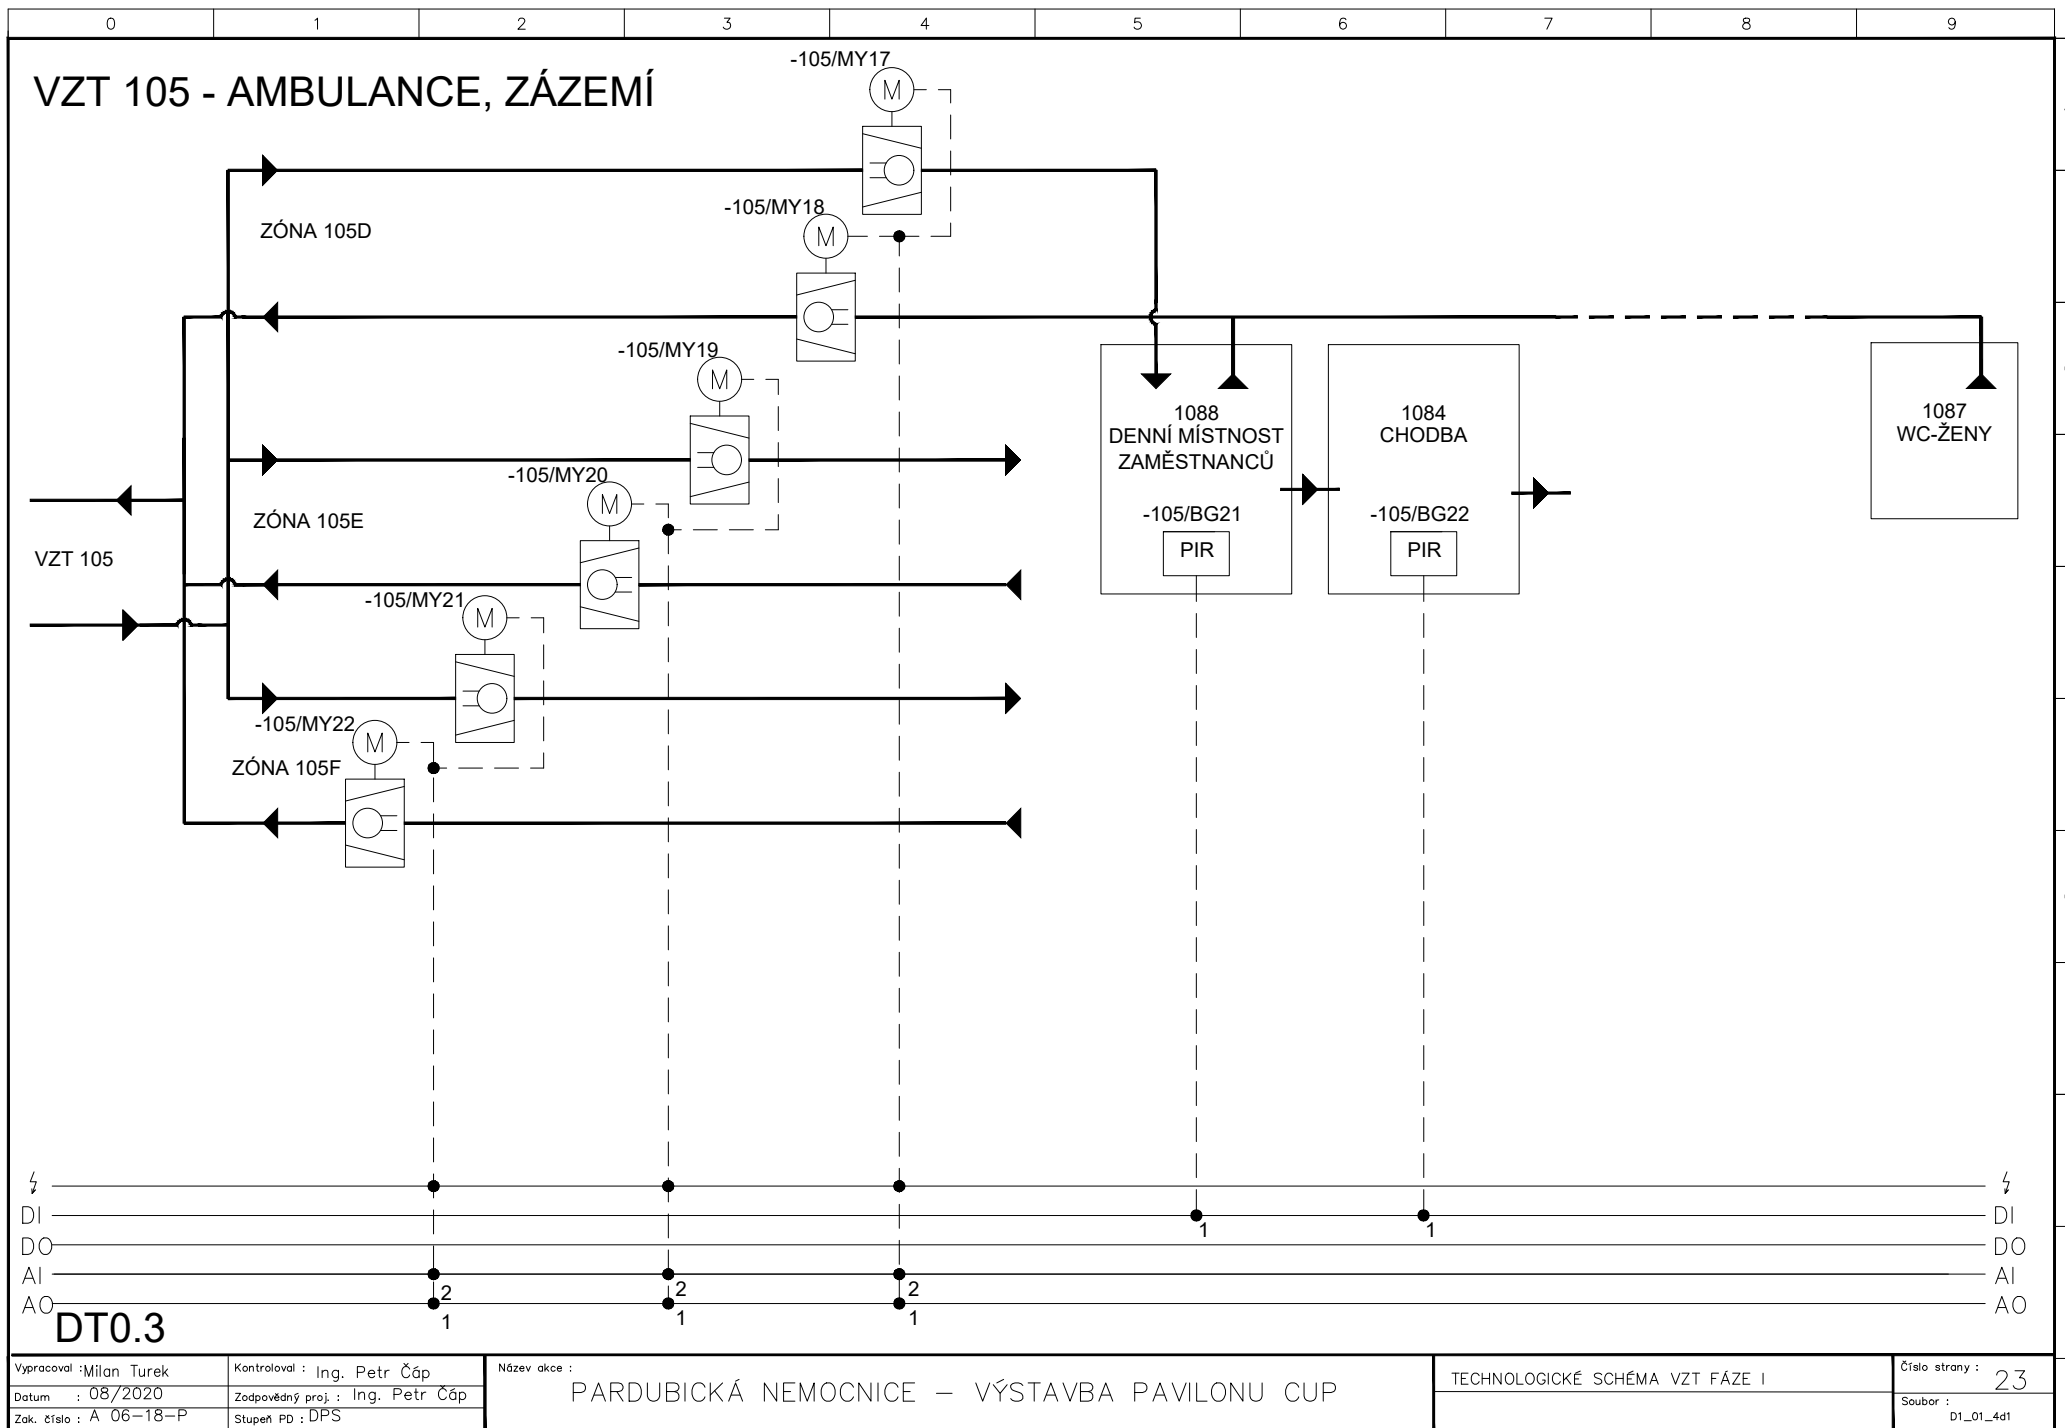 0 1 2 3 4 5 6 7 8 9
VZT 105 - AMBULANCE, ZÁZEMÍ
-105/MY17
M
-105/MY18
M
ZÓNA 105D
-105/MY19
M
1088
DENNÍ MÍSTNOST
ZAMĚSTNANCŮ
1084
CHODBA
1087
WC-ŽENY
-105/MY20
M
ZÓNA 105E
-105/BG21
PIR
-105/BG22
PIR
VZT 105
-105/MY21
M
-105/MY22
M
ZÓNA 105F
DI 1 1 DI
DO DO
AI 2 2 2 AI
AO 1 1 1 AO
DT0.3
Vypracoval : Milan Turek
Datum : 08/2020
Zak. číslo : A 06-18-P
Kontroloval : Ing. Petr Čáp
Zodpovědný proj. : Ing. Petr Čáp
Stupeň PD : DPS
Název akce :
PARDUBICKÁ NEMOCNICE – VÝSTAVBA PAVILONU CUP
TECHNOLOGICKÉ SCHÉMA VZT FÁZE I
Číslo strany : 23
Soubor :
D1_01_4d1